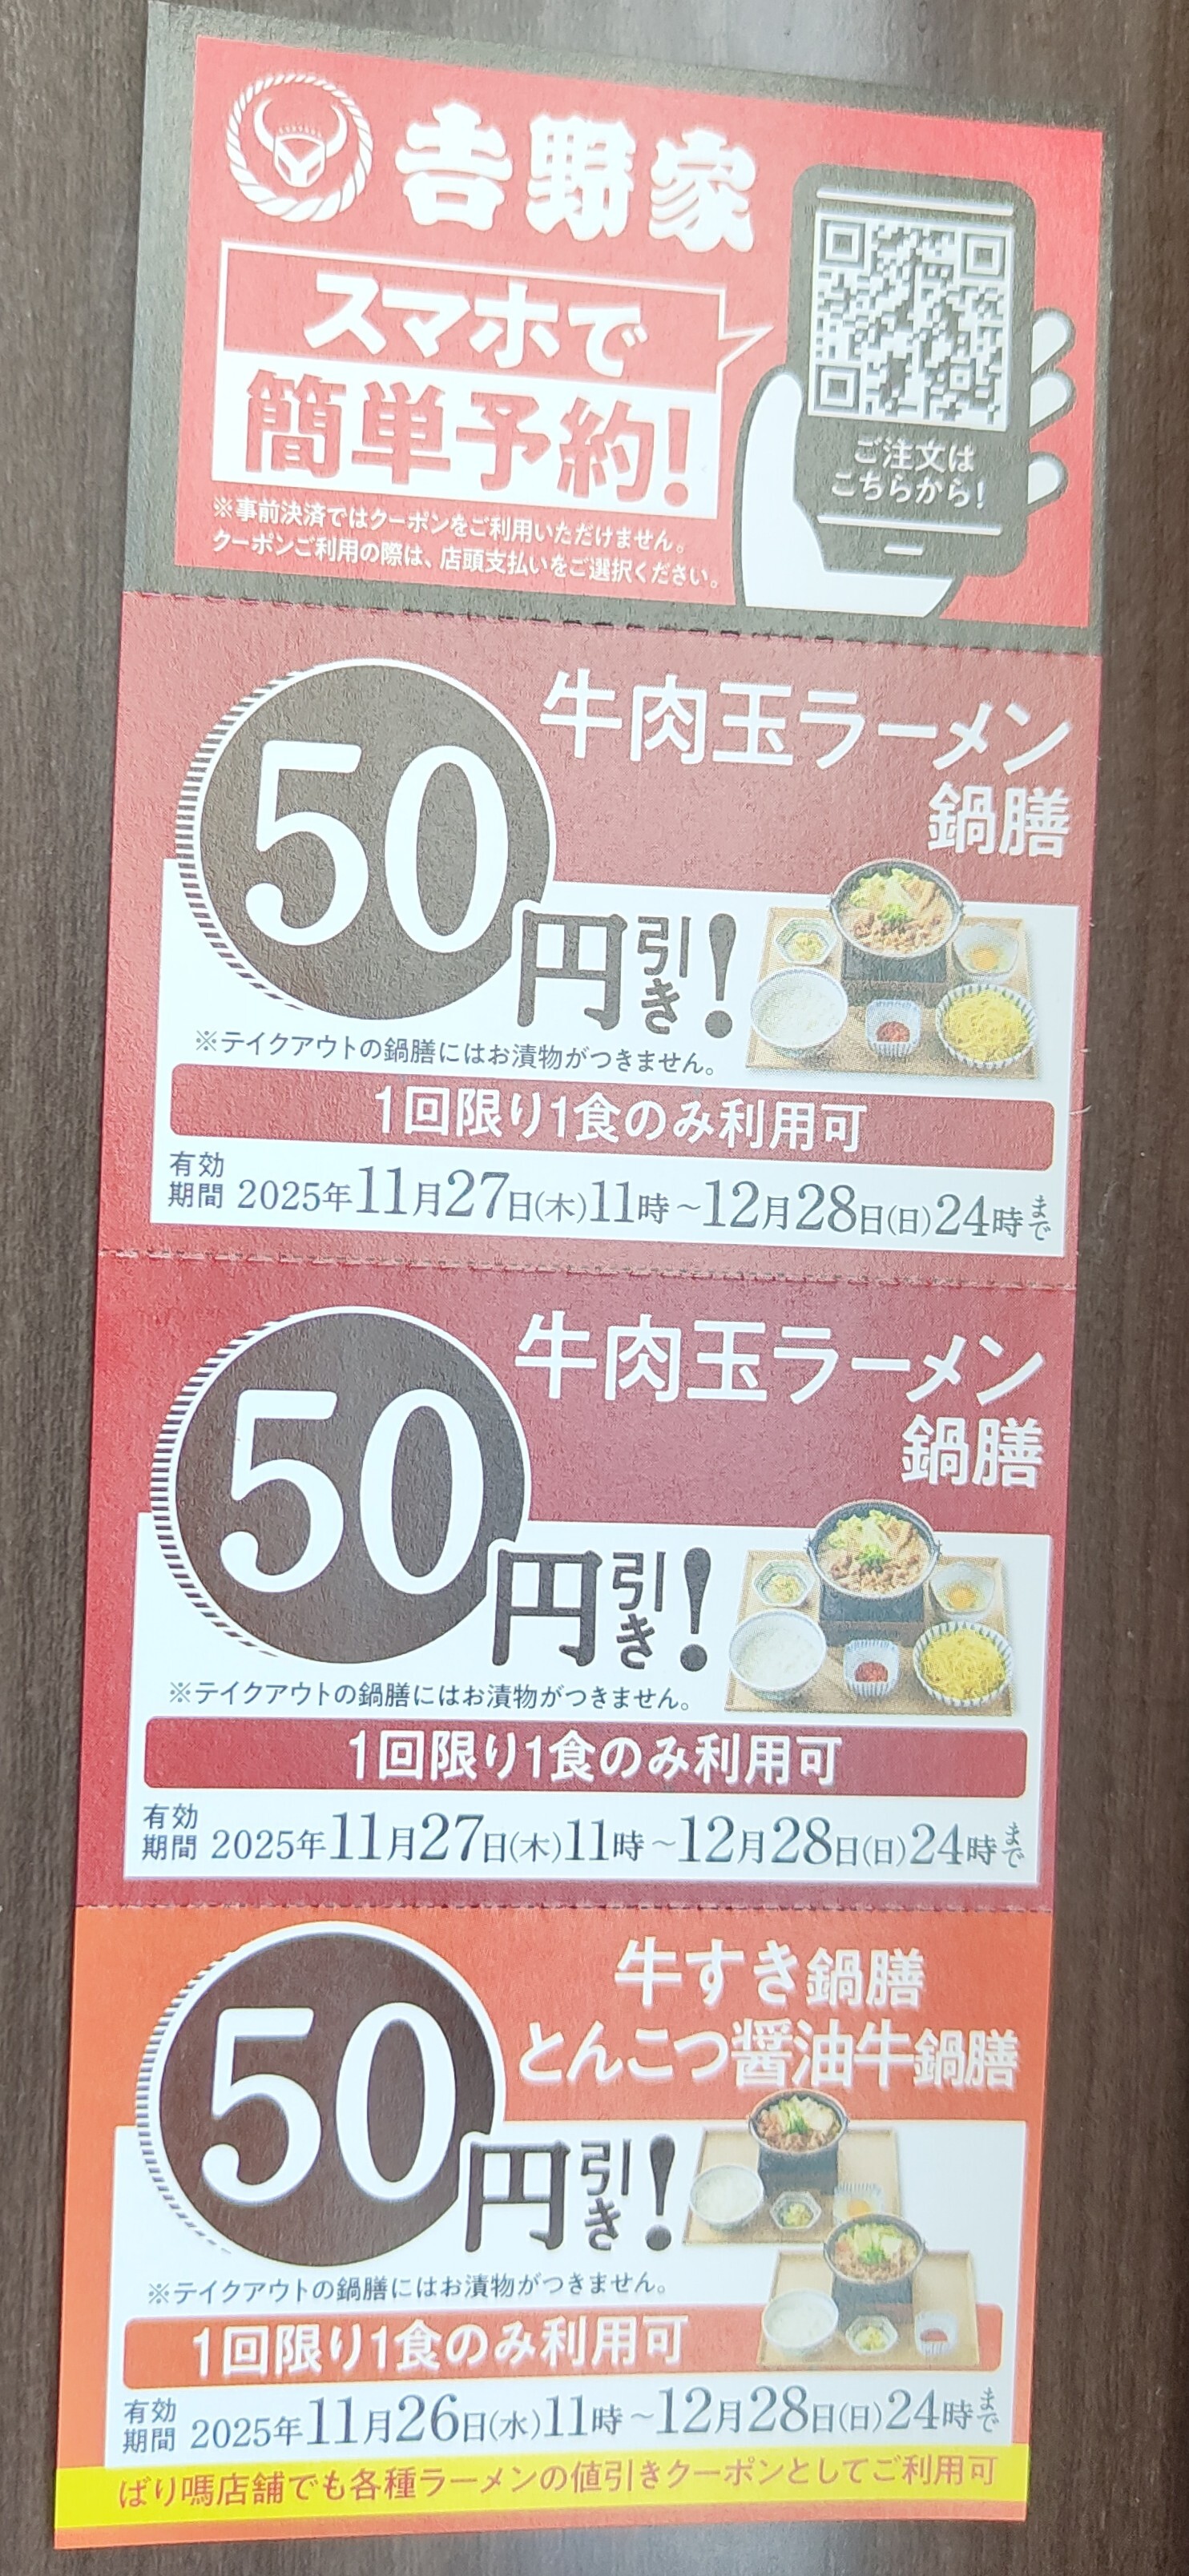 吉野家
スマホで
簡単予約!
ご注文は
こちらから!
※事前決済ではクーポンをご利用いただけません。
クーポンご利用の際は、店頭支払いをご選択ください。
牛肉玉ラーメン
鍋膳
50円引き!
※テイクアウトの鍋膳にはお漬物がつきません。
1回限り1食のみ利用可
有効期間 2025年11月27日(木)11時~12月28日(日)24時まで
牛肉玉ラーメン
鍋膳
50円引き!
※テイクアウトの鍋膳にはお漬物がつきません。
1回限り1食のみ利用可
有効期間 2025年11月27日(木)11時~12月28日(日)24時まで
牛すき鍋膳
とんこつ醤油牛鍋膳
50円引き!
※テイクアウトの鍋膳にはお漬物がつきません。
1回限り1食のみ利用可
有効期間 2025年11月26日(水)11時~12月28日(日)24時まで
ばり嗎店舗でも各種ラーメンの値引きクーポンとしてご利用可